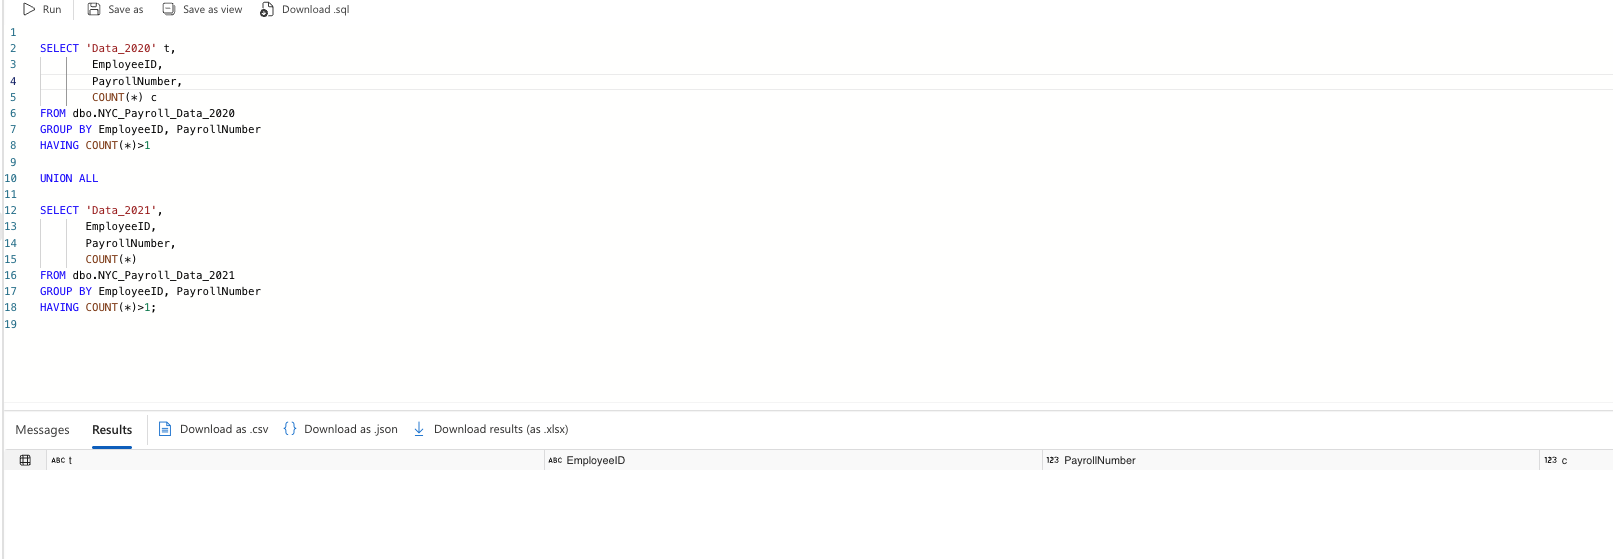 Run Save as Save as view Download .sql
1
2 SELECT 'Data_2020' t,
3 EmployeeID,
4 PayrollNumber,
5 COUNT(*) c
6 FROM dbo.NYC_Payroll_Data_2020
7 GROUP BY EmployeeID, PayrollNumber
8 HAVING COUNT(*)>1
9
10 UNION ALL
11
12 SELECT 'Data_2021',
13 EmployeeID,
14 PayrollNumber,
15 COUNT(*)
16 FROM dbo.NYC_Payroll_Data_2021
17 GROUP BY EmployeeID, PayrollNumber
18 HAVING COUNT(*)>1;
19
Messages Results Download as .csv {} Download as .json Download results (as .xlsx)
ABC t ABC EmployeeID 123 PayrollNumber 123 c